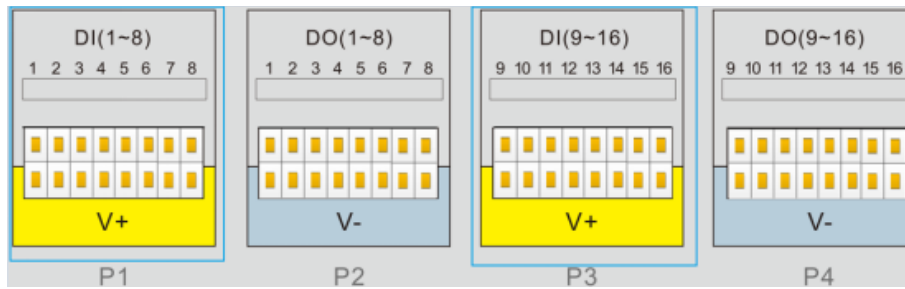 DI(1~8)
1 2 3 4 5 6 7 8
V+
P1
DO(1~8)
1 2 3 4 5 6 7 8
V-
P2
DI(9~16)
9 10 11 12 13 14 15 16
V+
P3
DO(9~16)
9 10 11 12 13 14 15 16
V-
P4